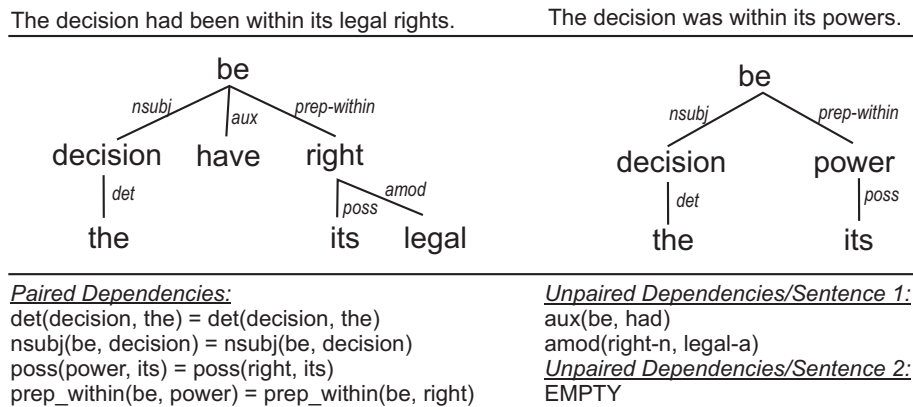 The decision had been within its legal rights.
The decision was within its powers.
be
nsubj
aux
prep-within
decision
have
right
det
poss
amod
the
its
legal
be
nsubj
prep-within
decision
power
det
poss
the
its
Paired Dependencies:
det(decision, the) = det(decision, the)
nsubj(be, decision) = nsubj(be, decision)
poss(power, its) = poss(right, its)
prep_within(be, power) = prep_within(be, right)
Unpaired Dependencies/Sentence 1:
aux(be, had)
amod(right-n, legal-a)
Unpaired Dependencies/Sentence 2:
EMPTY